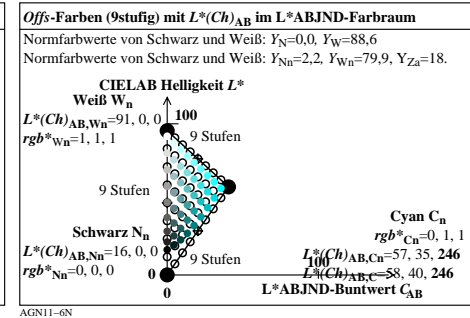 Offs-Farben (9stufig) mit L*(Ch)AB im L*ABJND-Farbraum
Normfarbwerte von Schwarz und Weiß: YN=0,0, YW=88,6
Normfarbwerte von Schwarz und Weiß: YNn=2,2, YWn=79,9, YZa=18.
CIELAB Helligkeit L*
Weiß Wn
L*(Ch)AB,Wn=91, 0, 0
rgb*Wn=1, 1, 1
100
9 Stufen
9 Stufen
Schwarz Nn
L*(Ch)AB,Nn=16, 0, 0
rgb*Nn=0, 0, 0
0
9 Stufen
Cyan Cn
rgb*Cn=0, 1, 1
L*(Ch)AB,Cn=57, 35, 246
100
L*(Ch)AB,C=58, 40, 246
L*ABJND-Buntwert CAB
0
AGN11-6N